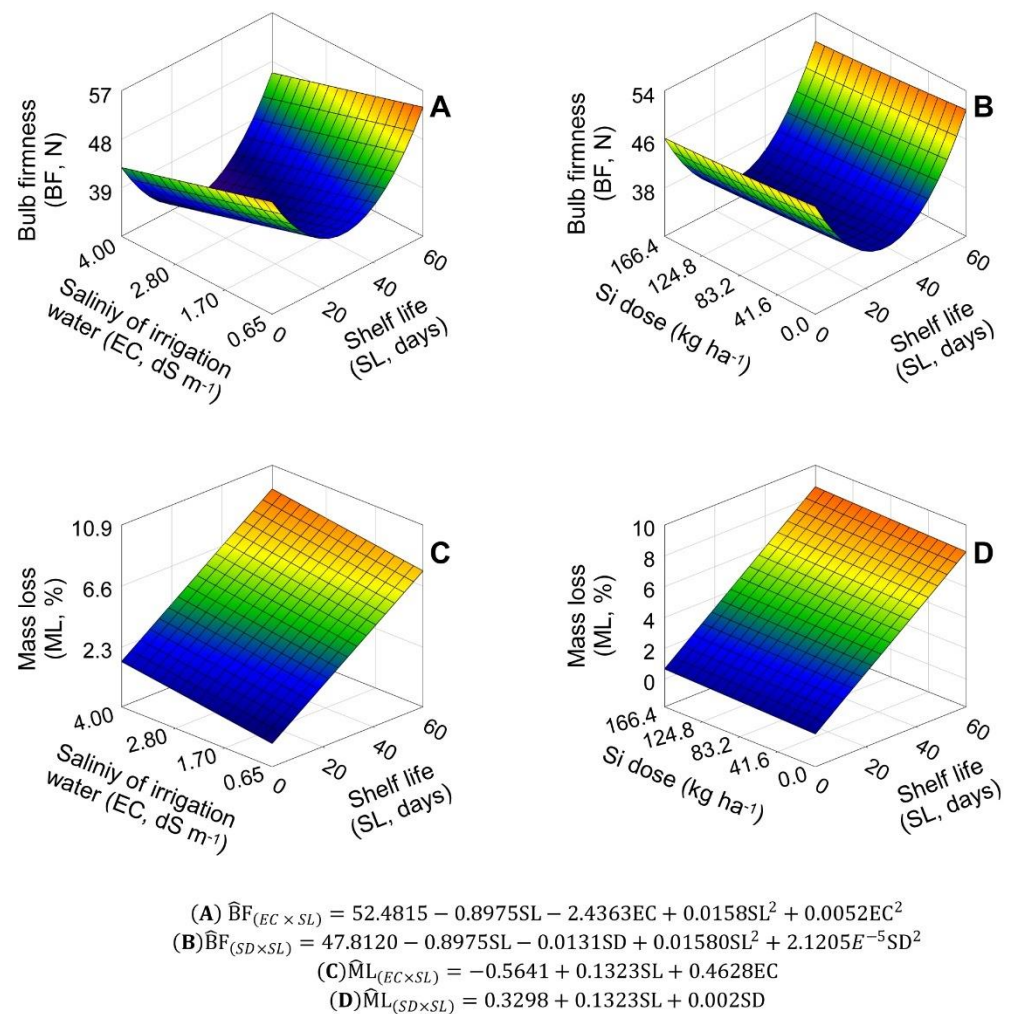 A
57
48
39
Bulb firmness
(BF, N)
4.00
2.80
1.70
0.65
Saliniy of irrigation
water (EC, dS m⁻¹)
0
20
40
60
Shelf life
(SL, days)
B
54
46
38
Bulb firmness
(BF, N)
166.4
124.8
83.2
41.6
0.0
Si dose (kg ha⁻¹)
0
20
40
60
Shelf life
(SL, days)
C
10.9
6.6
2.3
Mass loss
(ML, %)
4.00
2.80
1.70
0.65
Saliniy of irrigation
water (EC, dS m⁻¹)
0
20
40
60
Shelf life
(SL, days)
D
10
8
6
4
2
0
Mass loss
(ML, %)
166.4
124.8
83.2
41.6
0.0
Si dose (kg ha⁻¹)
0
20
40
60
Shelf life
(SL, days)
(A) B̂F(EC × SL) = 52.4815 − 0.8975SL − 2.4363EC + 0.0158SL² + 0.0052EC²
(B)B̂F(SD×SL) = 47.8120 − 0.8975SL − 0.0131SD + 0.01580SL² + 2.1205E⁻⁵SD²
(C)M̂L(EC×SL) = −0.5641 + 0.1323SL + 0.4628EC
(D)M̂L(SD×SL) = 0.3298 + 0.1323SL + 0.002SD